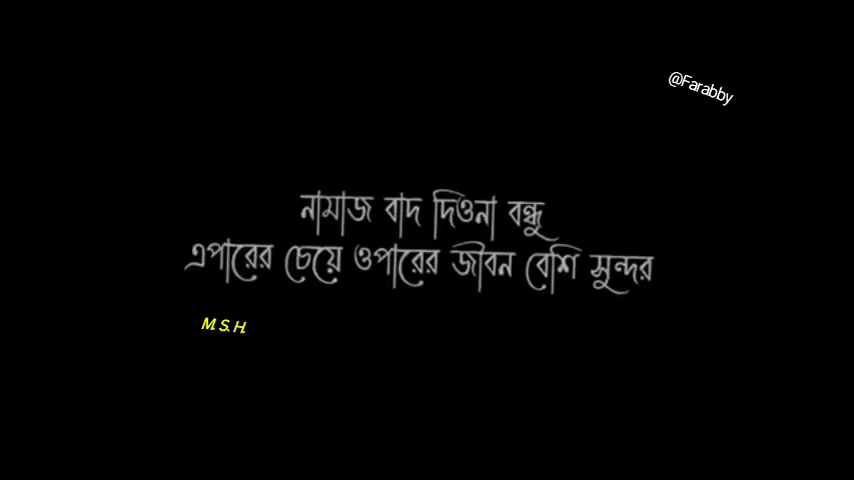 @Farabby
নামাজ বাদ দিওনা বন্ধু
এপারের চেয়ে ওপারের জীবন বেশি সুন্দর
M.S.H.